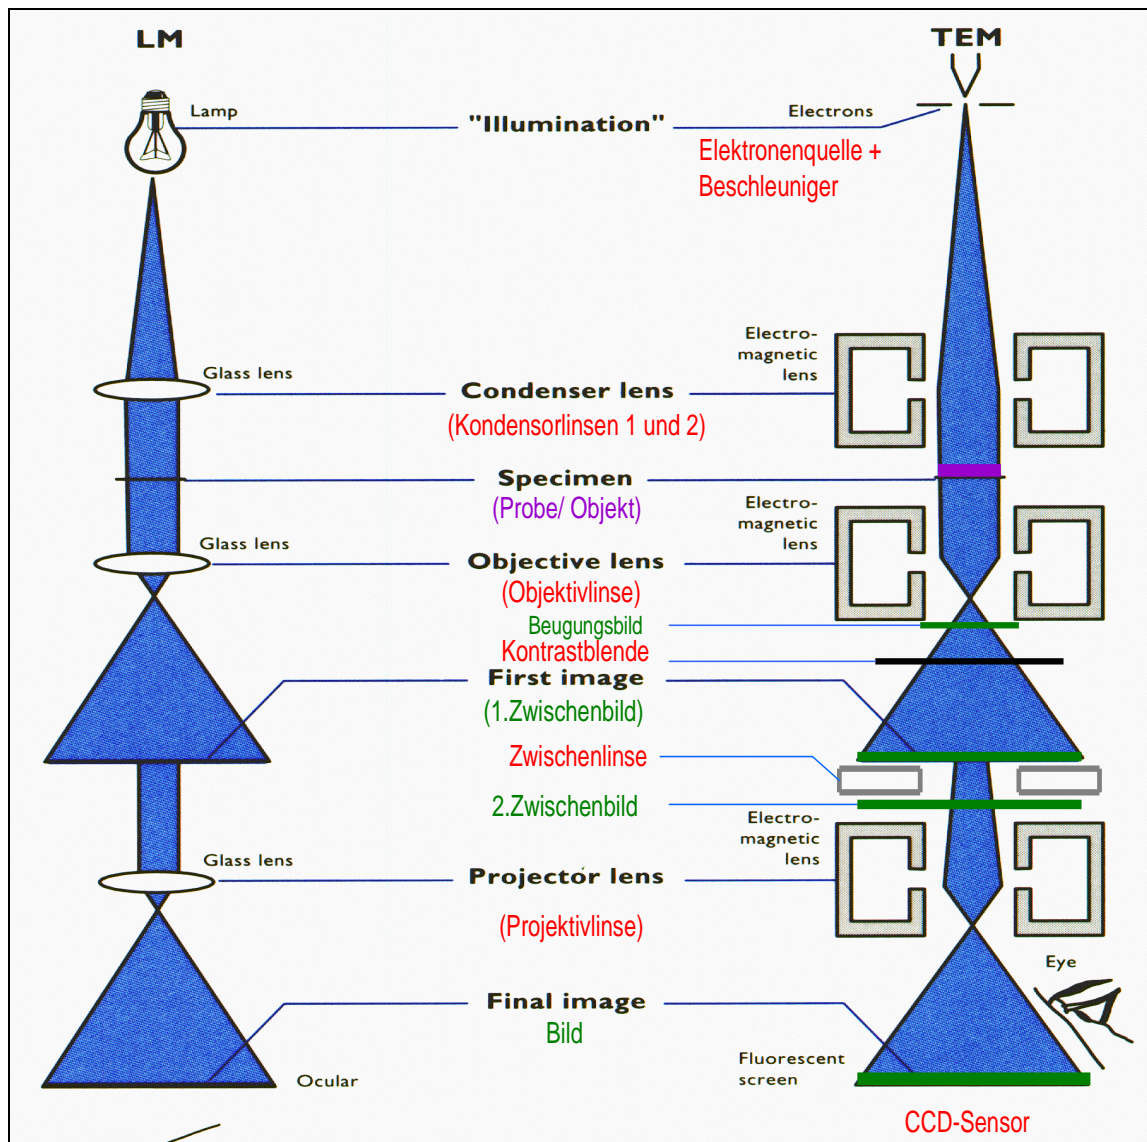 LM
TEM
Lamp
"Illumination"
Electrons
Elektronenquelle +
Beschleuniger
Electro-
magnetic
lens
Glass lens
Condenser lens
(Kondensorlinsen 1 und 2)
Specimen
(Probe/ Objekt)
Electro-
magnetic
lens
Glass lens
Objective lens
(Objektivlinse)
Beugungsbild
Kontrastblende
First image
(1.Zwischenbild)
Zwischenlinse
2.Zwischenbild
Electro-
magnetic
lens
Glass lens
Projector lens
(Projektivlinse)
Eye
Final image
Bild
Fluorescent
screen
Ocular
CCD-Sensor